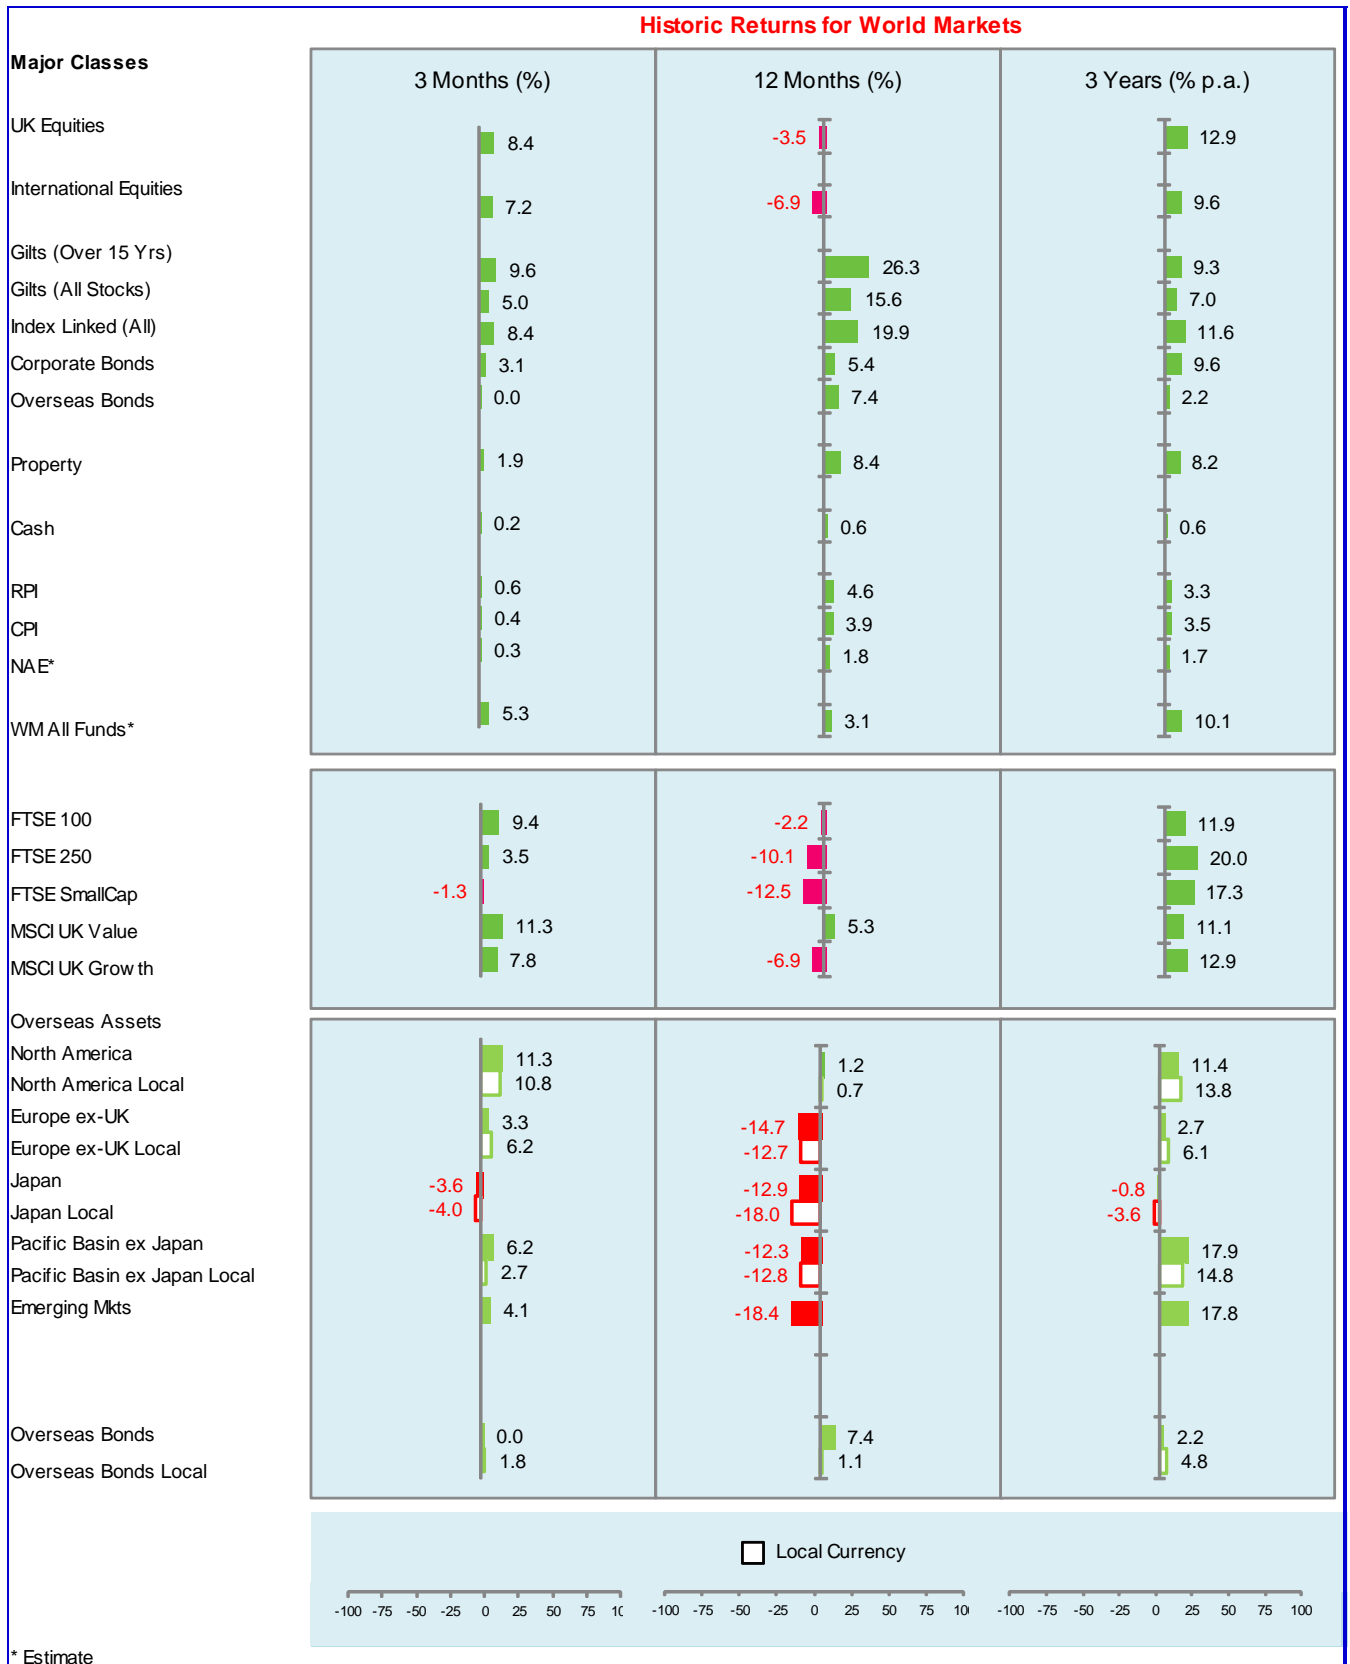 Historic Returns for World Markets
Major Classes
3 Months (%) 12 Months (%) 3 Years (% p.a.)
UK Equities 8.4 -3.5 12.9
International Equities 7.2 -6.9 9.6
Gilts (Over 15 Yrs) 9.6 26.3 9.3
Gilts (All Stocks) 5.0 15.6 7.0
Index Linked (All) 8.4 19.9 11.6
Corporate Bonds 3.1 5.4 9.6
Overseas Bonds 0.0 7.4 2.2
Property 1.9 8.4 8.2
Cash 0.2 0.6 0.6
RPI 0.6 4.6 3.3
CPI 0.4 3.9 3.5
NAE* 0.3 1.8 1.7
WM All Funds* 5.3 3.1 10.1
FTSE 100 9.4 -2.2 11.9
FTSE 250 3.5 -10.1 20.0
FTSE SmallCap -1.3 -12.5 17.3
MSCI UK Value 11.3 5.3 11.1
MSCI UK Growth 7.8 -6.9 12.9
Overseas Assets
North America 11.3 1.2 11.4
North America Local 10.8 0.7 13.8
Europe ex-UK 3.3 -14.7 2.7
Europe ex-UK Local 6.2 -12.7 6.1
Japan -3.6 -12.9 -0.8
Japan Local -4.0 -18.0 -3.6
Pacific Basin ex Japan 6.2 -12.3 17.9
Pacific Basin ex Japan Local 2.7 -12.8 14.8
Emerging Mkts 4.1 -18.4 17.8
Overseas Bonds 0.0 7.4 2.2
Overseas Bonds Local 1.8 1.1 4.8
Local Currency
-100 -75 -50 -25 0 25 50 75 -100 -75 -50 -25 0 25 50 75 -100 -75 -50 -25 0 25 50 75 100
* Estimate